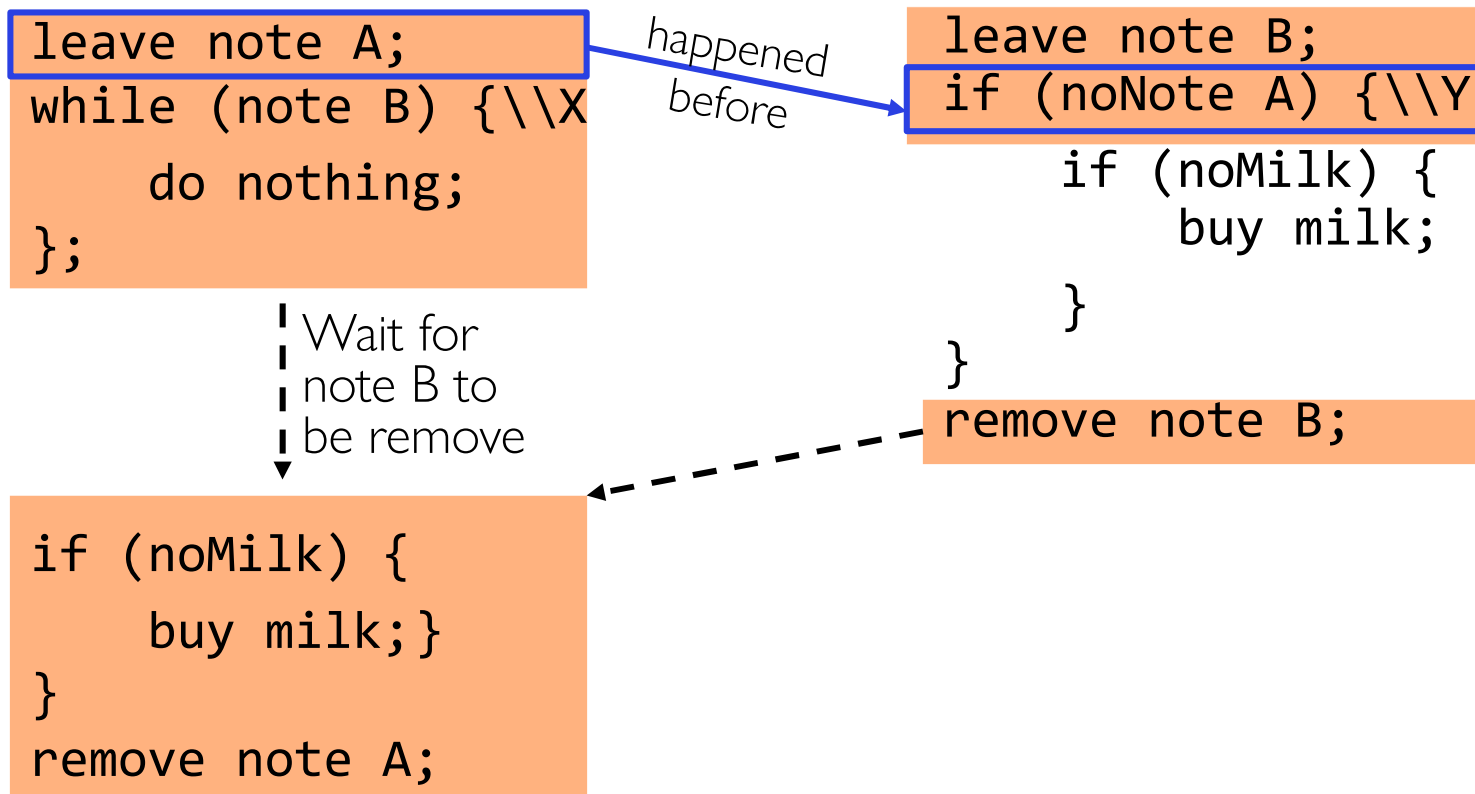 leave note A;
while (note B) {\\X
do nothing;
};
happened
before
leave note B;
if (noNote A) {\\Y
if (noMilk) {
buy milk;
}
}
remove note B;
Wait for
note B to
be remove
if (noMilk) {
buy milk;}
}
remove note A;